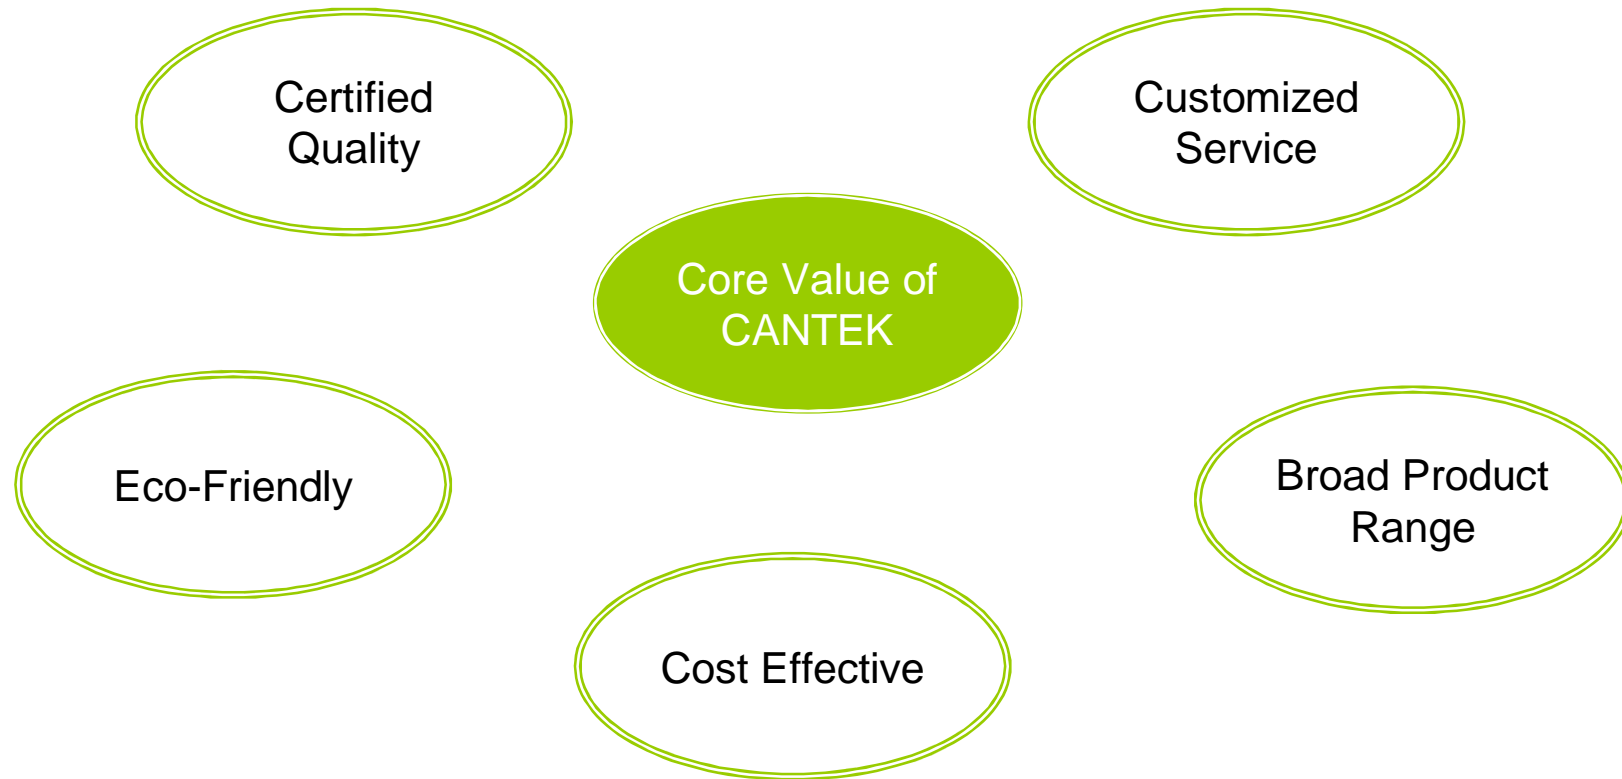 Certified
Quality
Customized
Service
Core Value of
CANTEK
Eco-Friendly
Broad Product
Range
Cost Effective